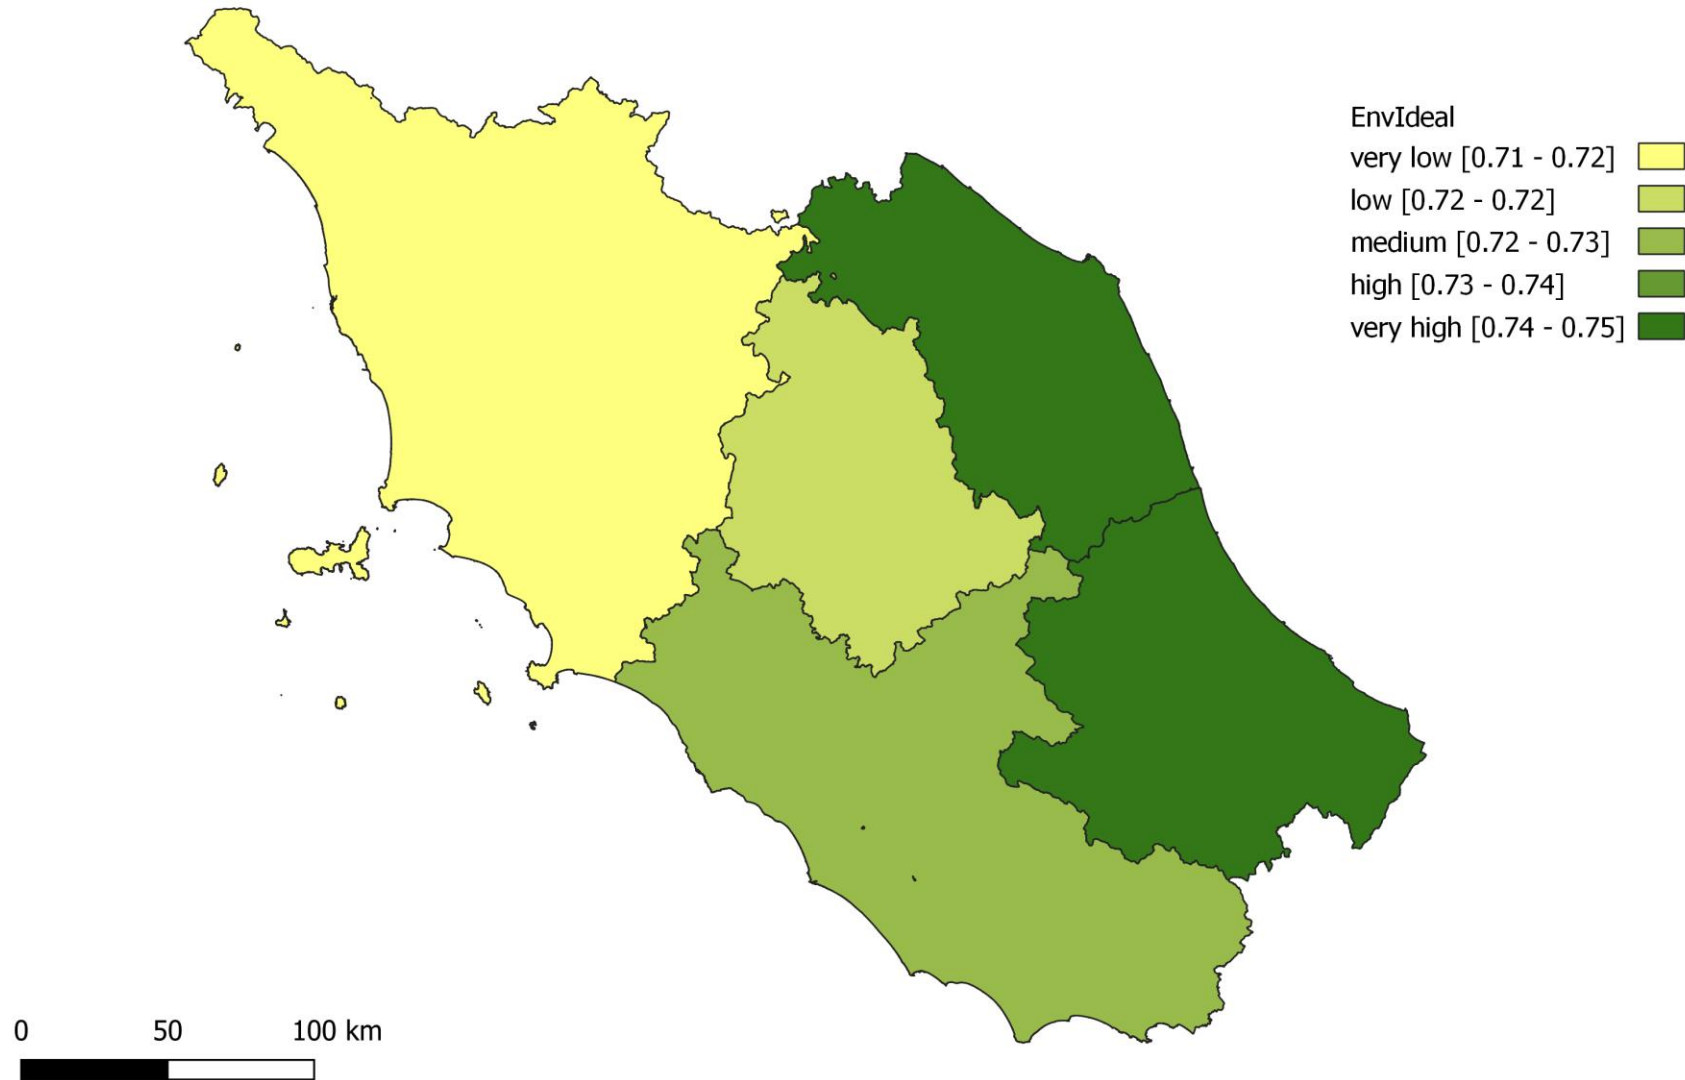 EnvIdeal
very low [0.71 - 0.72]
low [0.72 - 0.72]
medium [0.72 - 0.73]
high [0.73 - 0.74]
very high [0.74 - 0.75]
0 50 100 km